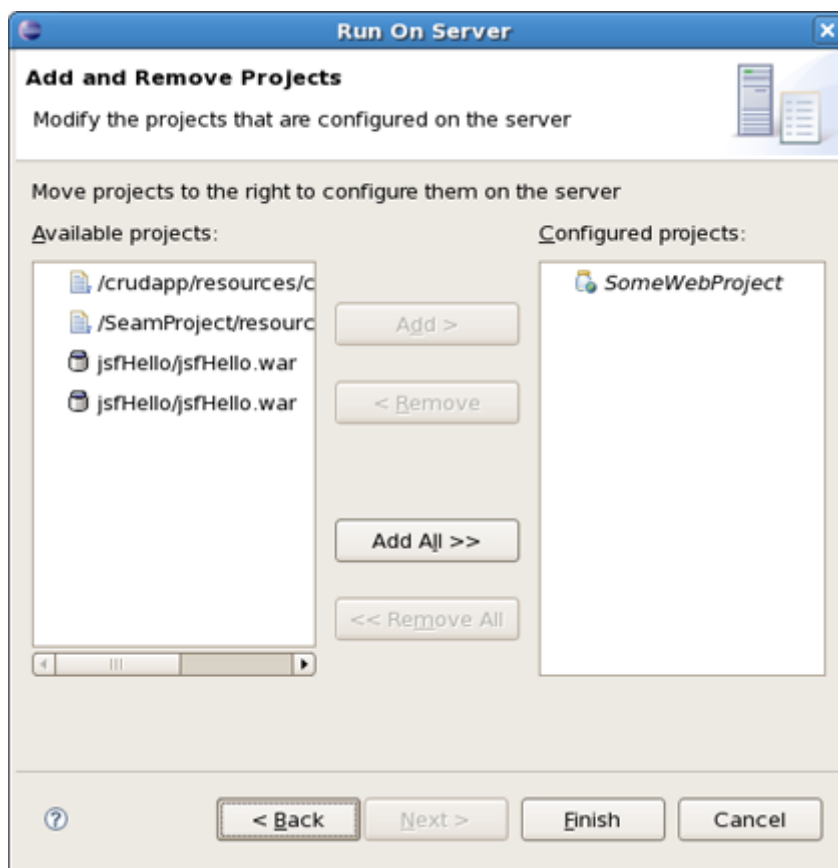 Run On Server
Add and Remove Projects
Modify the projects that are configured on the server
Move projects to the right to configure them on the server
Available projects:
Configured projects:
/crudapp/resources/c
/SeamProject/resourc
jsfHello/jsfHello.war
jsfHello/jsfHello.war
Add >
< Remove
Add All >>
<< Remove All
SomeWebProject
< Back
Next >
Finish
Cancel